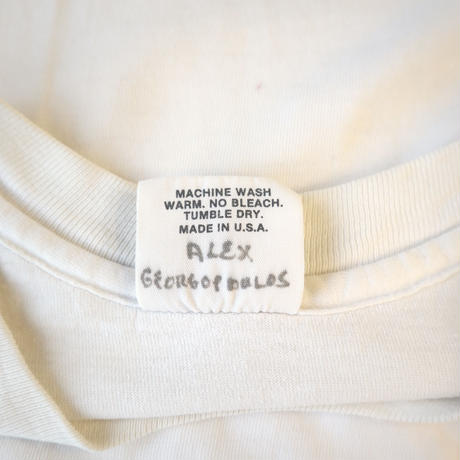 MACHINE WASH
WARM. NO BLEACH.
TUMBLE DRY.
MADE IN U.S.A.
ALEX
GEORGOPOULOS